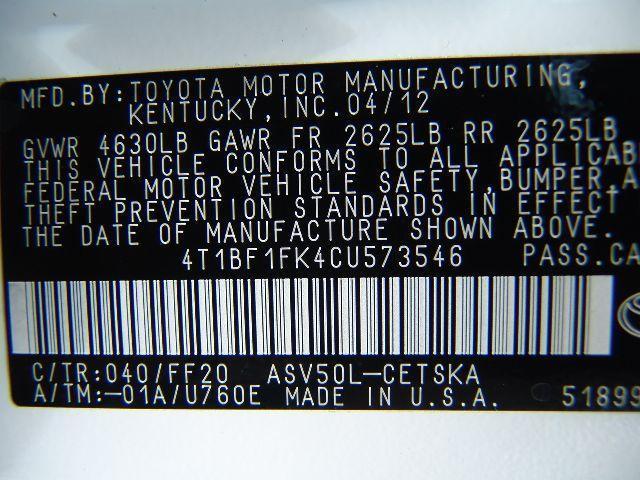 MFD.BY:TOYOTA MOTOR MANUFACTURING,
KENTUCKY,INC.04/12
GVWR 4630LB GAWR FR 2625LB RR 2625LB
THIS VEHICLE CONFORMS TO ALL APPLICAB
FEDERAL MOTOR VEHICLE SAFETY,BUMPER,A
THEFT PREVENTION STANDARDS IN EFFECT
THE DATE OF MANUFACTURE SHOWN ABOVE.
4T1BF1FK4CU573546 PASS.CA
C/TR:040/FF20 ASV50L-CETSKA
A/TM:-01A/U760E MADE IN U.S.A. 51899